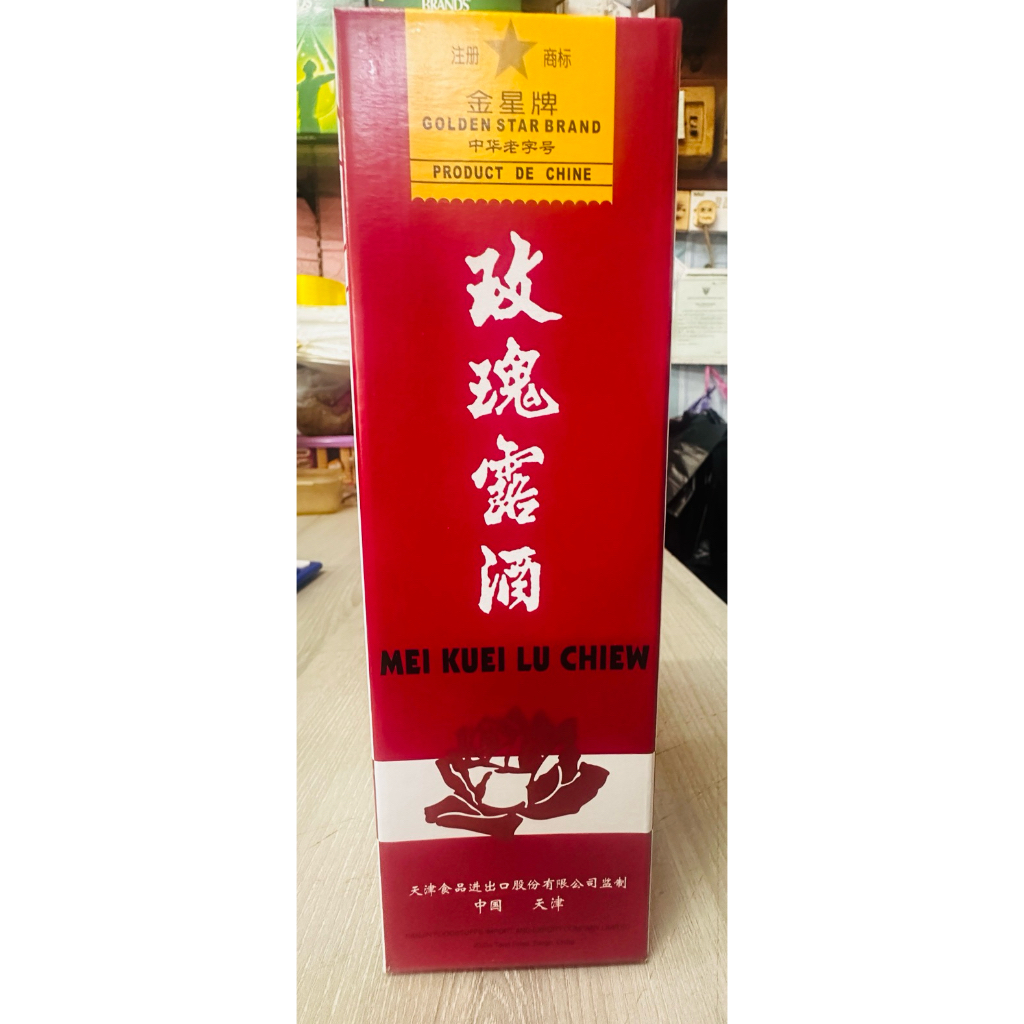 BRANDS
注册 商标
金星牌
GOLDEN STAR BRAND
中华老字号
PRODUCT DE CHINE
玫瑰露酒
MEI KUEI LU CHIEW
天津食品进出口股份有限公司监制
中国 天津